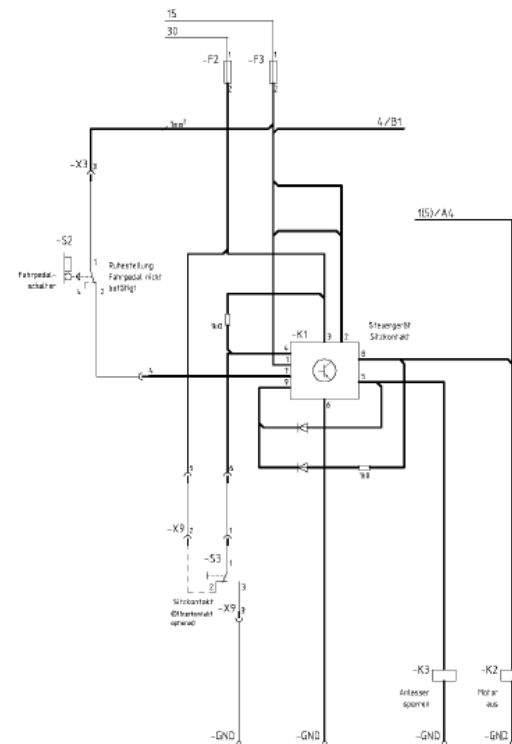 15
30
-F2
1
2
-F3
1
2
1mm²
4/B1
-X3
8
1(5)/A4
-S2
Fahrpedal-
schalter
1
4
2
Ruhestellung
Fahrpedal nicht
betätigt
1k0
-K1
3
2
Steuergerät
Sitzkontakt
4
1
7
9
8
5
6
4
1k0
5
6
-X9
2
1
-S3
1
2
3
Sitzkontakt
(Öffnerkontakt
optional)
-X9
3
-K3
Anlasser
sperren
-K2
Motor
aus
-GND
-GND
-GND
-GND